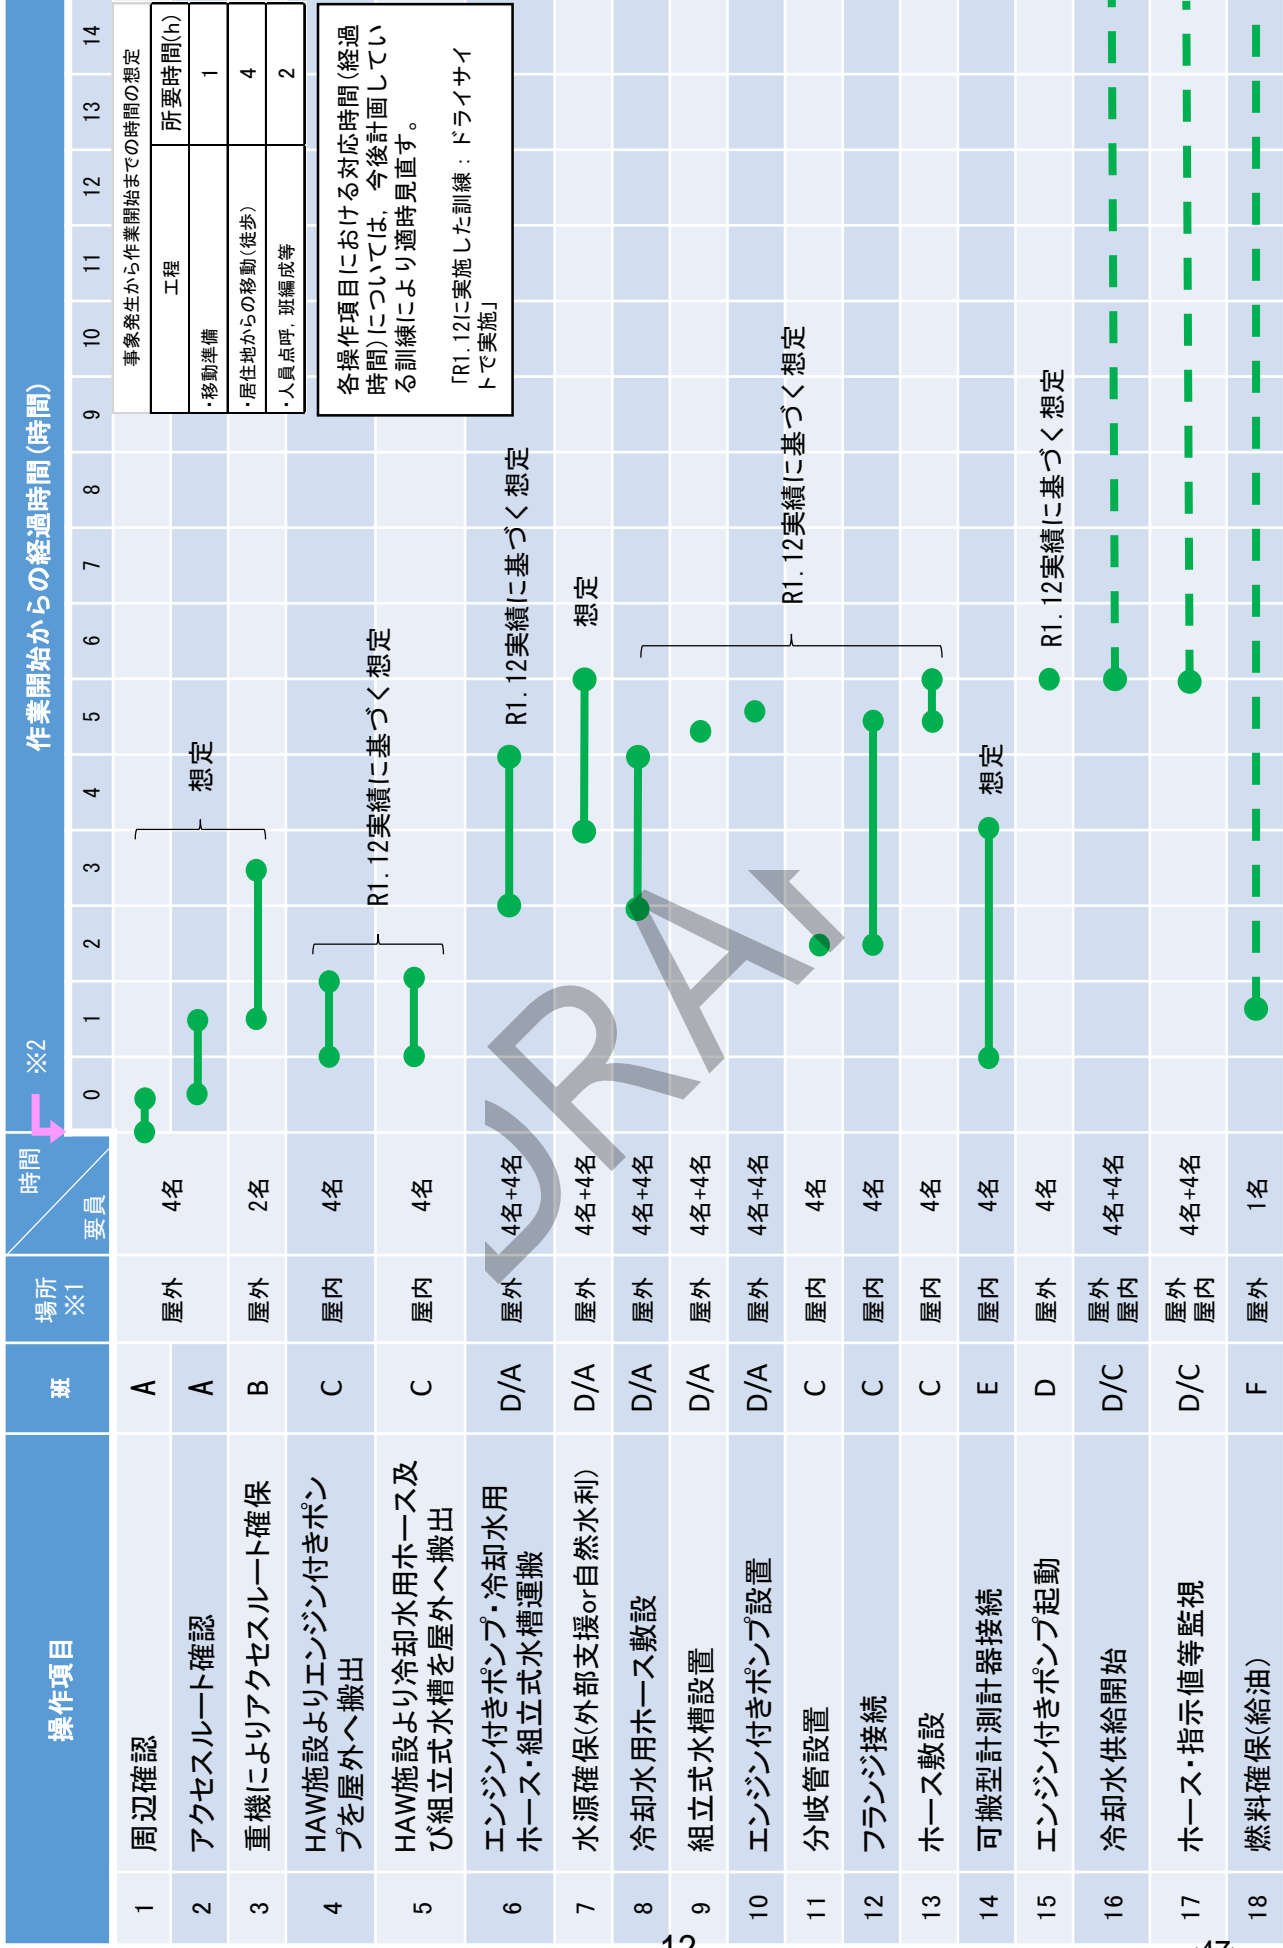 作業開始からの経過時間(時間)
操作項目
班
場所
※1
時間
要員
※2
0 1 2 3 4 5 6 7 8 9 10 11 12 13 14
1 周辺確認 A 屋外 4名
2 アクセスルート確認 A
3 重機によりアクセスルート確保 B 屋外 2名
想定
4 HAW施設よりエンジン付きポン
プを屋外へ搬出 C 屋内 4名
5 HAW施設より冷却水用ホース及
び組立式水槽を屋外へ搬出 C 屋内 4名
R1.12実績に基づく想定
6 エンジン付きポンプ・冷却水用
ホース・組立式水槽運搬 D/A 屋外 4名+4名
R1.12実績に基づく想定
7 水源確保(外部支援or自然水利) D/A 屋外 4名+4名
想定
8 冷却水用ホース敷設 D/A 屋外 4名+4名
9 組立式水槽設置 D/A 屋外 4名+4名
10 エンジン付きポンプ設置 D/A 屋外 4名+4名
11 分岐管設置 C 屋内 4名
12 フランジ接続 C 屋内 4名
13 ホース敷設 C 屋内 4名
R1.12実績に基づく想定
14 可搬型計測計器接続 E 屋内 4名
想定
15 エンジン付きポンプ起動 D 屋外 4名
R1.12実績に基づく想定
16 冷却水供給開始 D/C 屋外
屋内 4名+4名
17 ホース・指示値等監視 D/C 屋外
屋内 4名+4名
18 燃料確保(給油) F 屋外 1名
事象発生から作業開始までの時間の想定
工程 所要時間(h)
・移動準備 1
・居住地からの移動(徒歩) 4
・人員点呼,班編成等 2
各操作項目における対応時間(経過
時間)については,今後計画してい
る訓練により適時見直す。
「R1.12に実施した訓練：ドライサイ
トで実施」
DRAFT